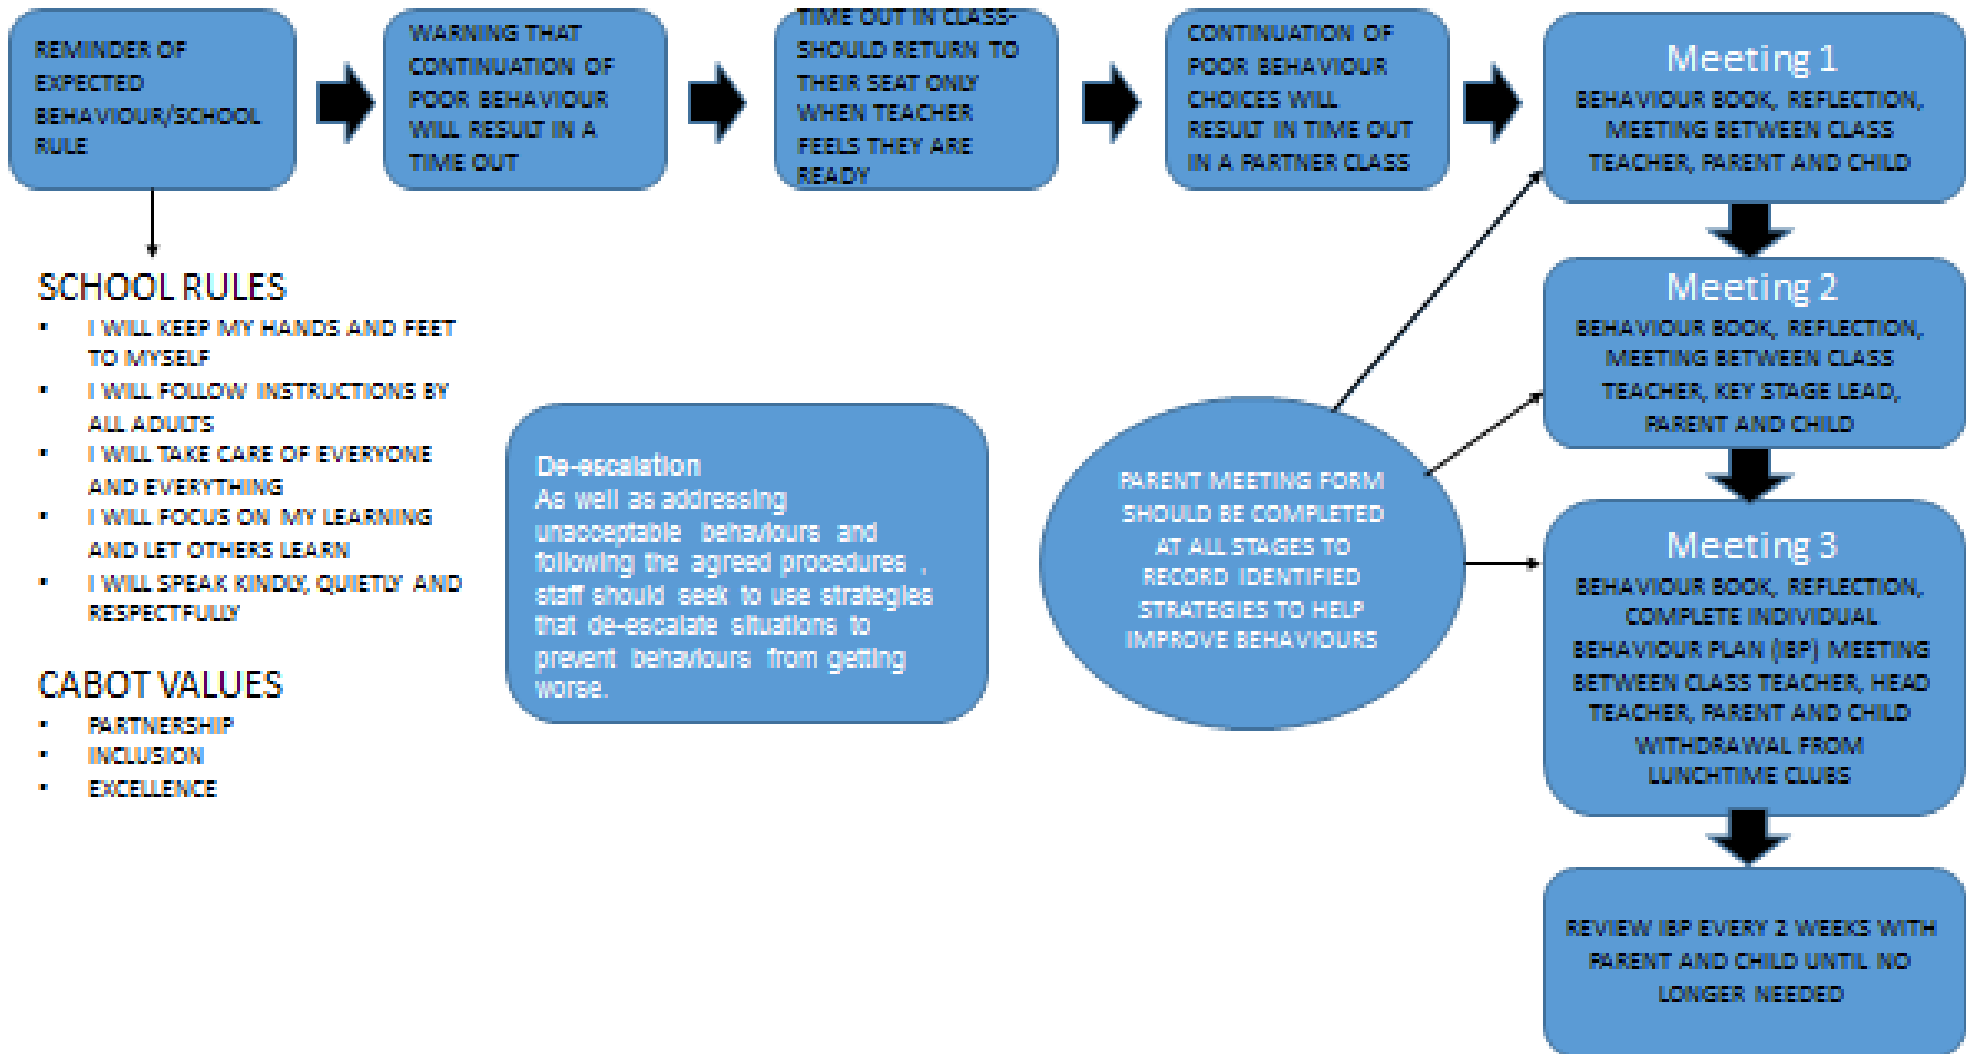 REMINDER OF
EXPECTED
BEHAVIOUR/SCHOOL
RULE
WARNING THAT
CONTINUATION OF
POOR BEHAVIOUR
WILL RESULT IN A
TIME OUT
TIME OUT IN CLASS-
SHOULD RETURN TO
THEIR SEAT ONLY
WHEN TEACHER
FEELS THEY ARE
READY
CONTINUATION OF
POOR BEHAVIOUR
CHOICES WILL
RESULT IN TIME OUT
IN A PARTNER CLASS
Meeting 1
BEHAVIOUR BOOK, REFLECTION,
MEETING BETWEEN CLASS
TEACHER, PARENT AND CHILD
Meeting 2
BEHAVIOUR BOOK, REFLECTION,
MEETING BETWEEN CLASS
TEACHER, KEY STAGE LEAD,
PARENT AND CHILD
Meeting 3
BEHAVIOUR BOOK, REFLECTION,
COMPLETE INDIVIDUAL
BEHAVIOUR PLAN (IBP) MEETING
BETWEEN CLASS TEACHER, HEAD
TEACHER, PARENT AND CHILD
WITHDRAWAL FROM
LUNCHTIME CLUBS
REVIEW IBP EVERY 2 WEEKS WITH
PARENT AND CHILD UNTIL NO
LONGER NEEDED
SCHOOL RULES
• I WILL KEEP MY HANDS AND FEET
TO MYSELF
• I WILL FOLLOW INSTRUCTIONS BY
ALL ADULTS
• I WILL TAKE CARE OF EVERYONE
AND EVERYTHING
• I WILL FOCUS ON MY LEARNING
AND LET OTHERS LEARN
• I WILL SPEAK KINDLY, QUIETLY AND
RESPECTFULLY
CABOT VALUES
• PARTNERSHIP
• INCLUSION
• EXCELLENCE
De-escalation
As well as addressing
unacceptable behaviours and
following the agreed procedures ,
staff should seek to use strategies
that de-escalate situations to
prevent behaviours from getting
worse.
PARENT MEETING FORM
SHOULD BE COMPLETED
AT ALL STAGES TO
RECORD IDENTIFIED
STRATEGIES TO HELP
IMPROVE BEHAVIOURS